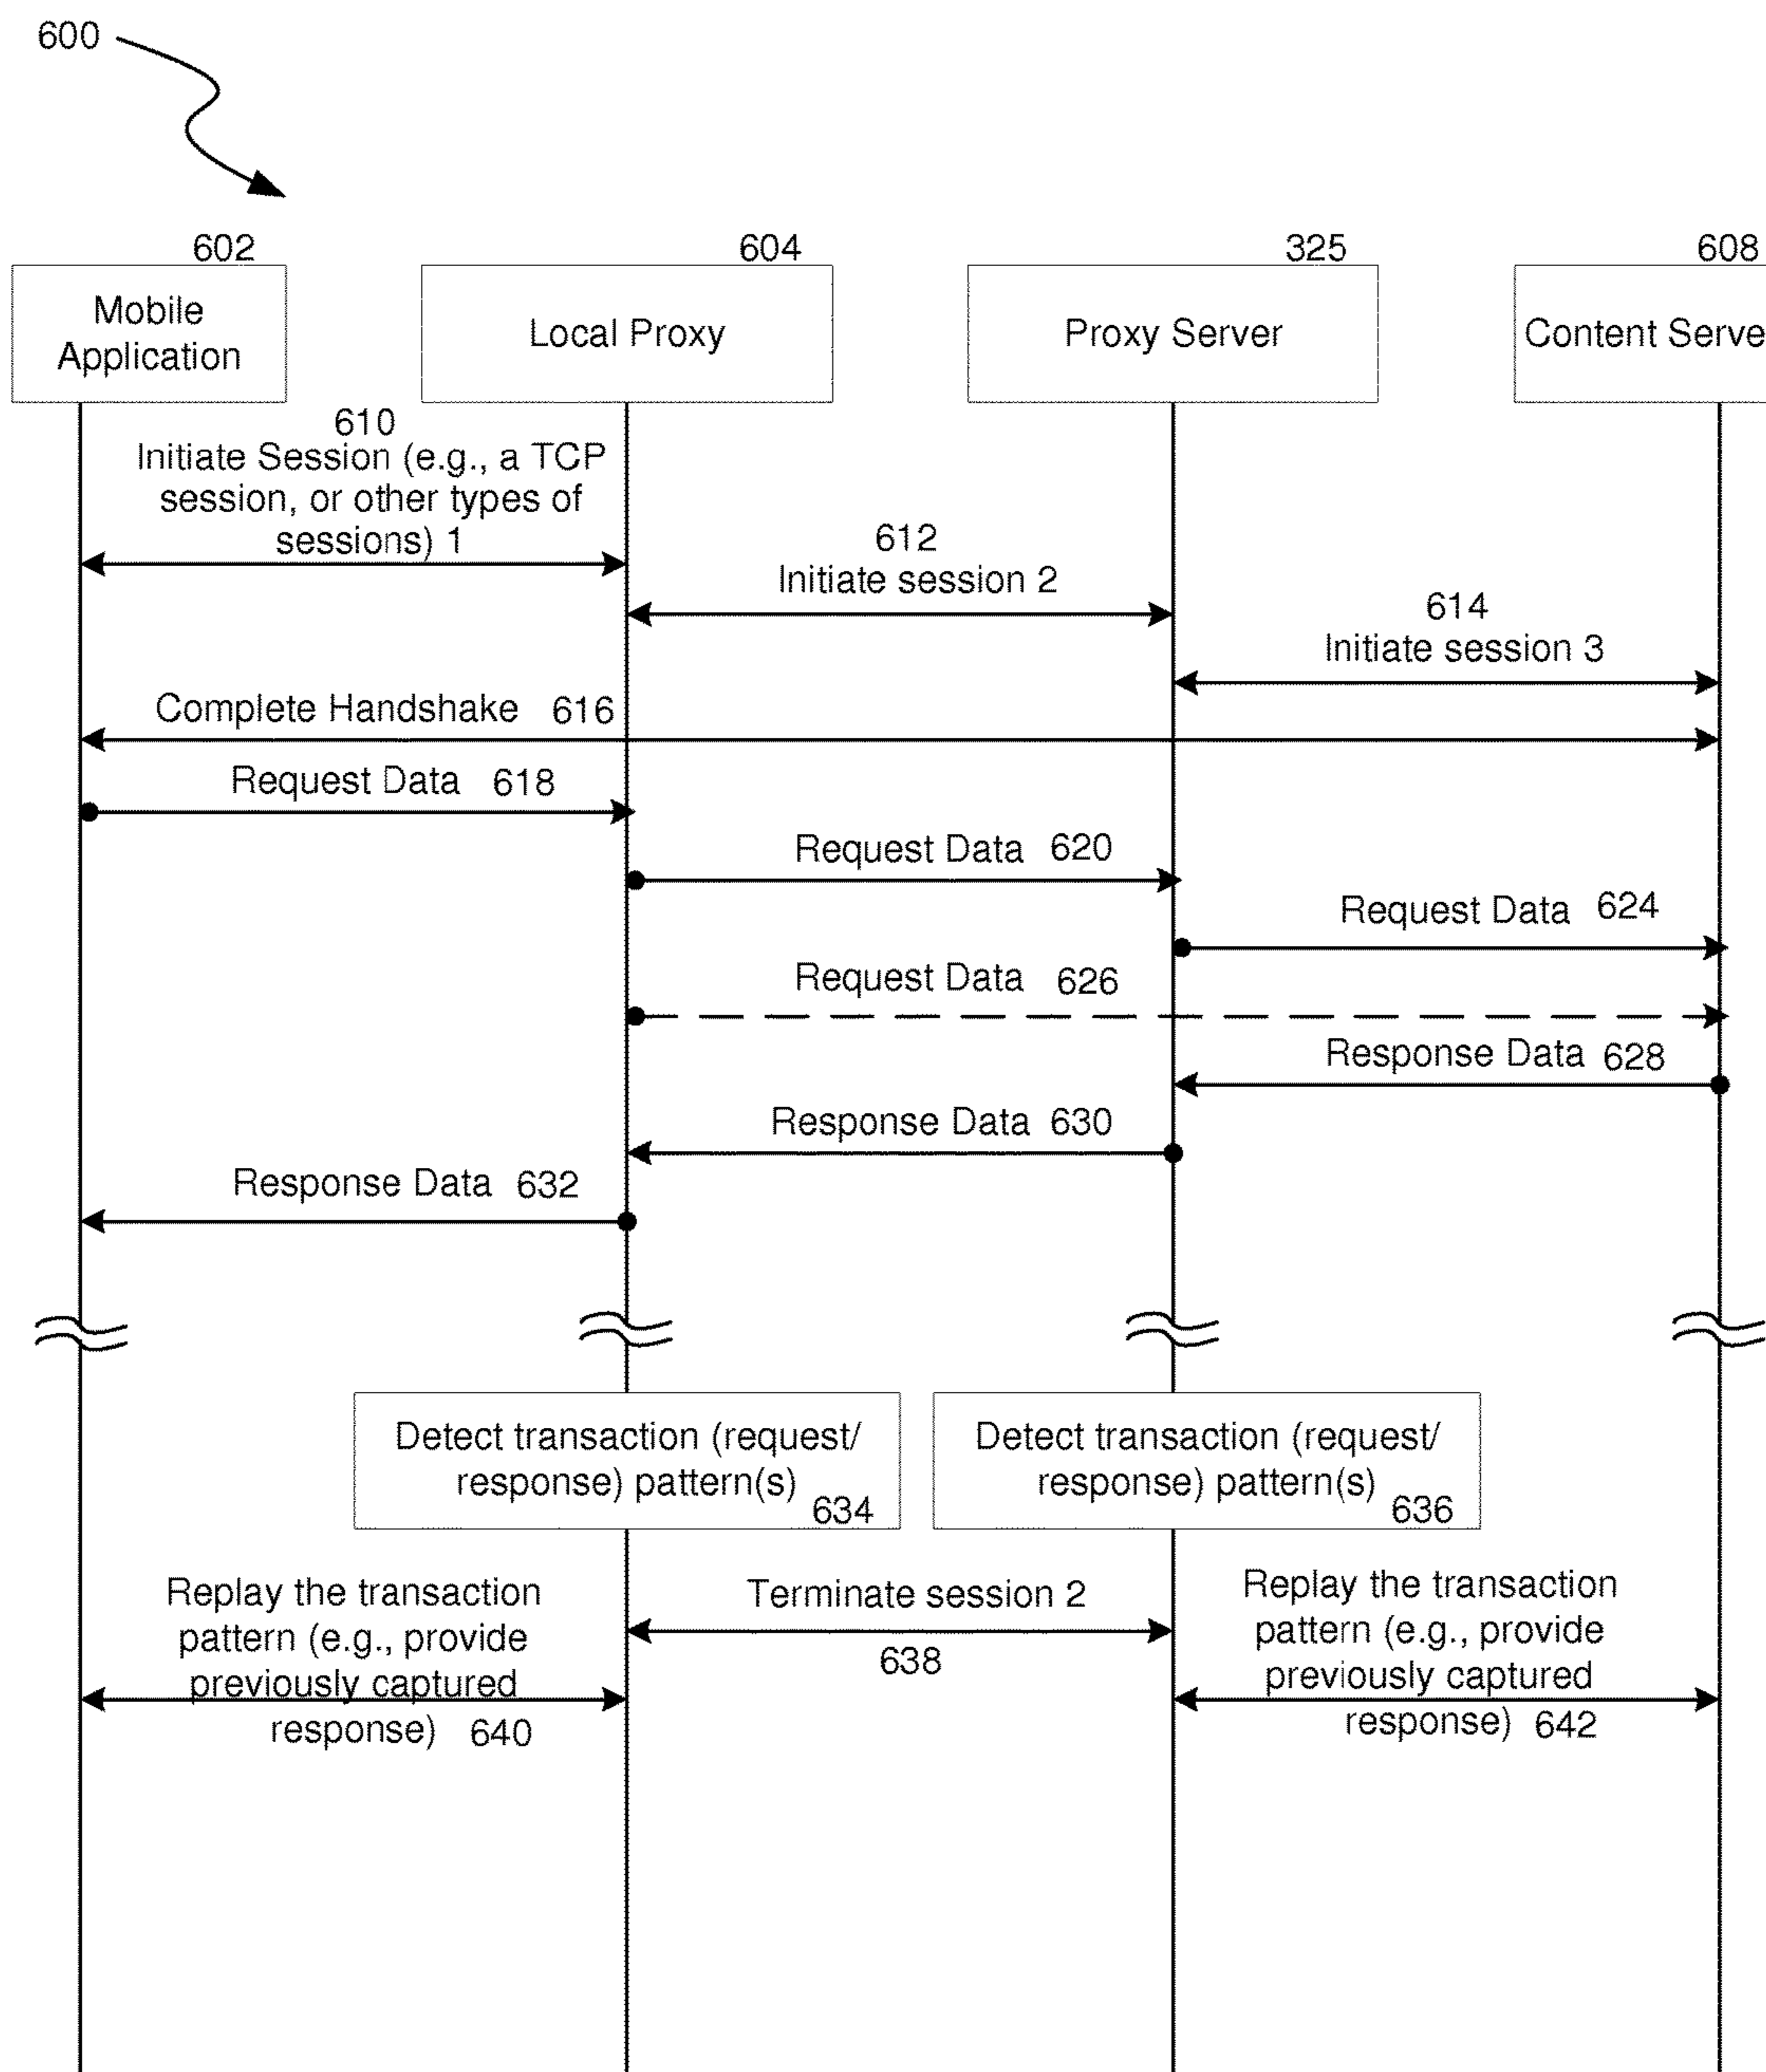 600
602
604
325
608
Mobile
Application
Local Proxy
Proxy Server
Content Serve
610
Initiate Session (e.g., a TCP
session, or other types of
sessions) 1
612
Initiate session 2
614
Initiate session 3
Complete Handshake 616
Request Data 618
Request Data 620
Request Data 624
Request Data 626
Response Data 628
Response Data 630
Response Data 632
Detect transaction (request/
response) pattern(s)
634
Detect transaction (request/
response) pattern(s)
636
Replay the transaction
pattern (e.g., provide
previously captured
response) 640
Terminate session 2
638
Replay the transaction
pattern (e.g., provide
previously captured
response) 642